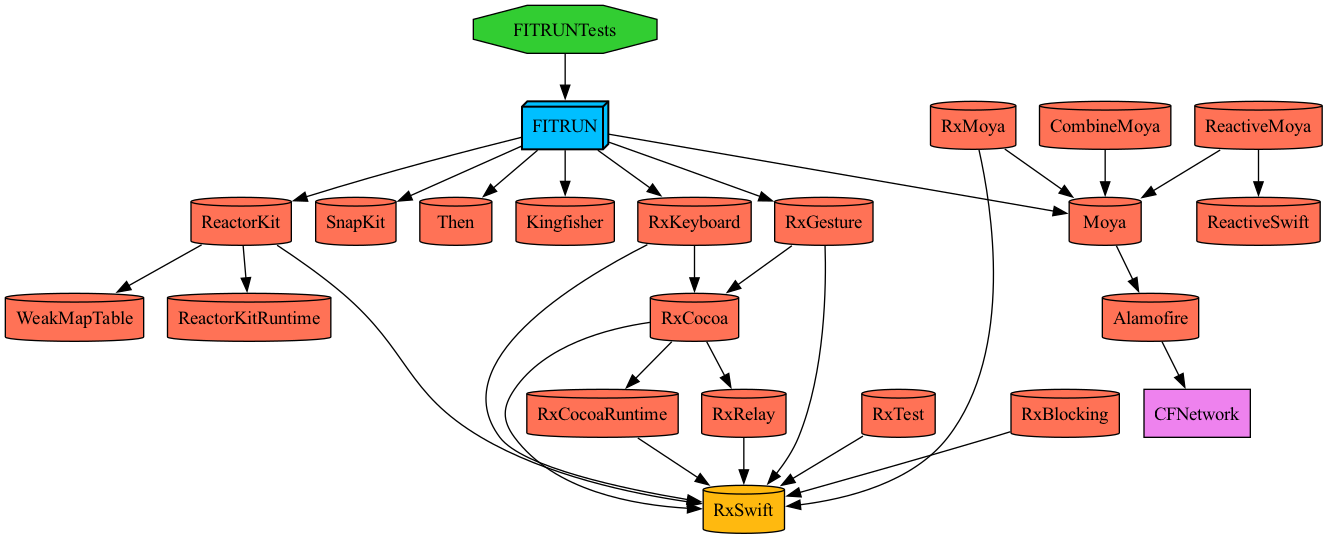 FITRUNTests
FITRUN
RxMoya
CombineMoya
ReactiveMoya
ReactorKit
SnapKit
Then
Kingfisher
RxKeyboard
RxGesture
Moya
ReactiveSwift
WeakMapTable
ReactorKitRuntime
RxCocoa
Alamofire
RxCocoaRuntime
RxRelay
RxTest
RxBlocking
CFNetwork
RxSwift